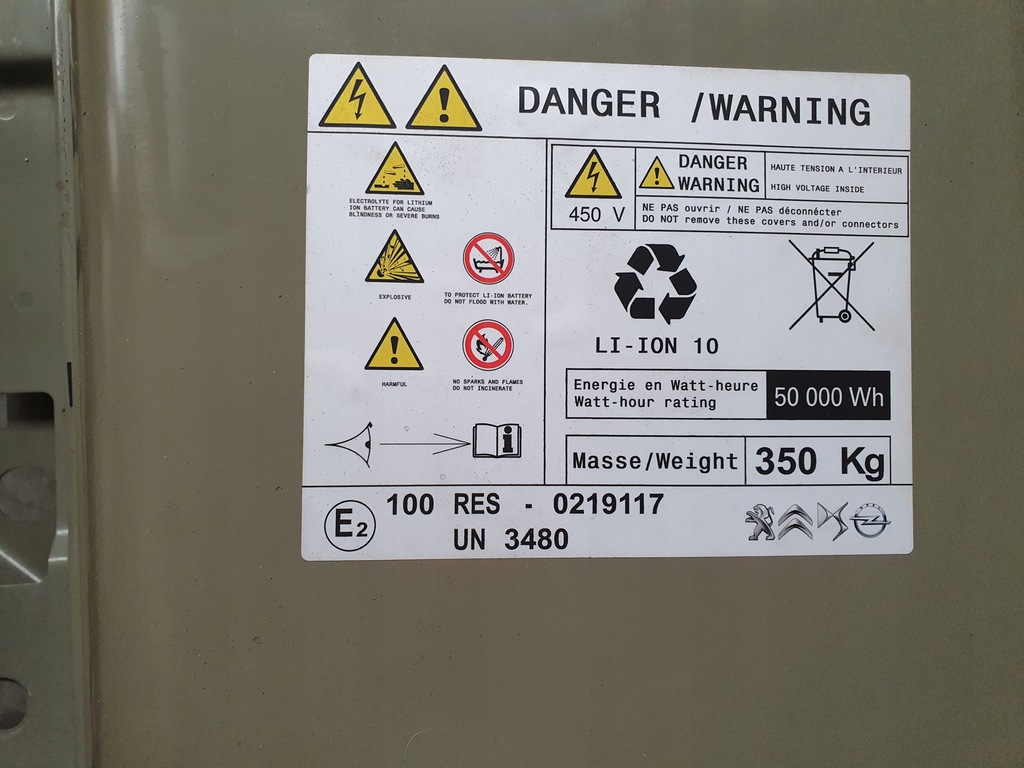 DANGER /WARNING
ELECTROLYTE FOR LITHIUM
ION BATTERY CAN CAUSE
BLINDNESS OR SEVERE BURNS
EXPLOSIVE
TO PROTECT LI-ION BATTERY
DO NOT FLOOD WITH WATER.
HARMFUL
NO SPARKS AND FLAMES
DO NOT INCINERATE
450 V
DANGER
WARNING
HAUTE TENSION A L'INTERIEUR
HIGH VOLTAGE INSIDE
NE PAS ouvrir / NE PAS déconnécter
DO NOT remove these covers and/or connectors
LI-ION 10
Energie en Watt-heure
Watt-hour rating
50 000 Wh
Masse/Weight
350 Kg
E2
100 RES - 0219117
UN 3480